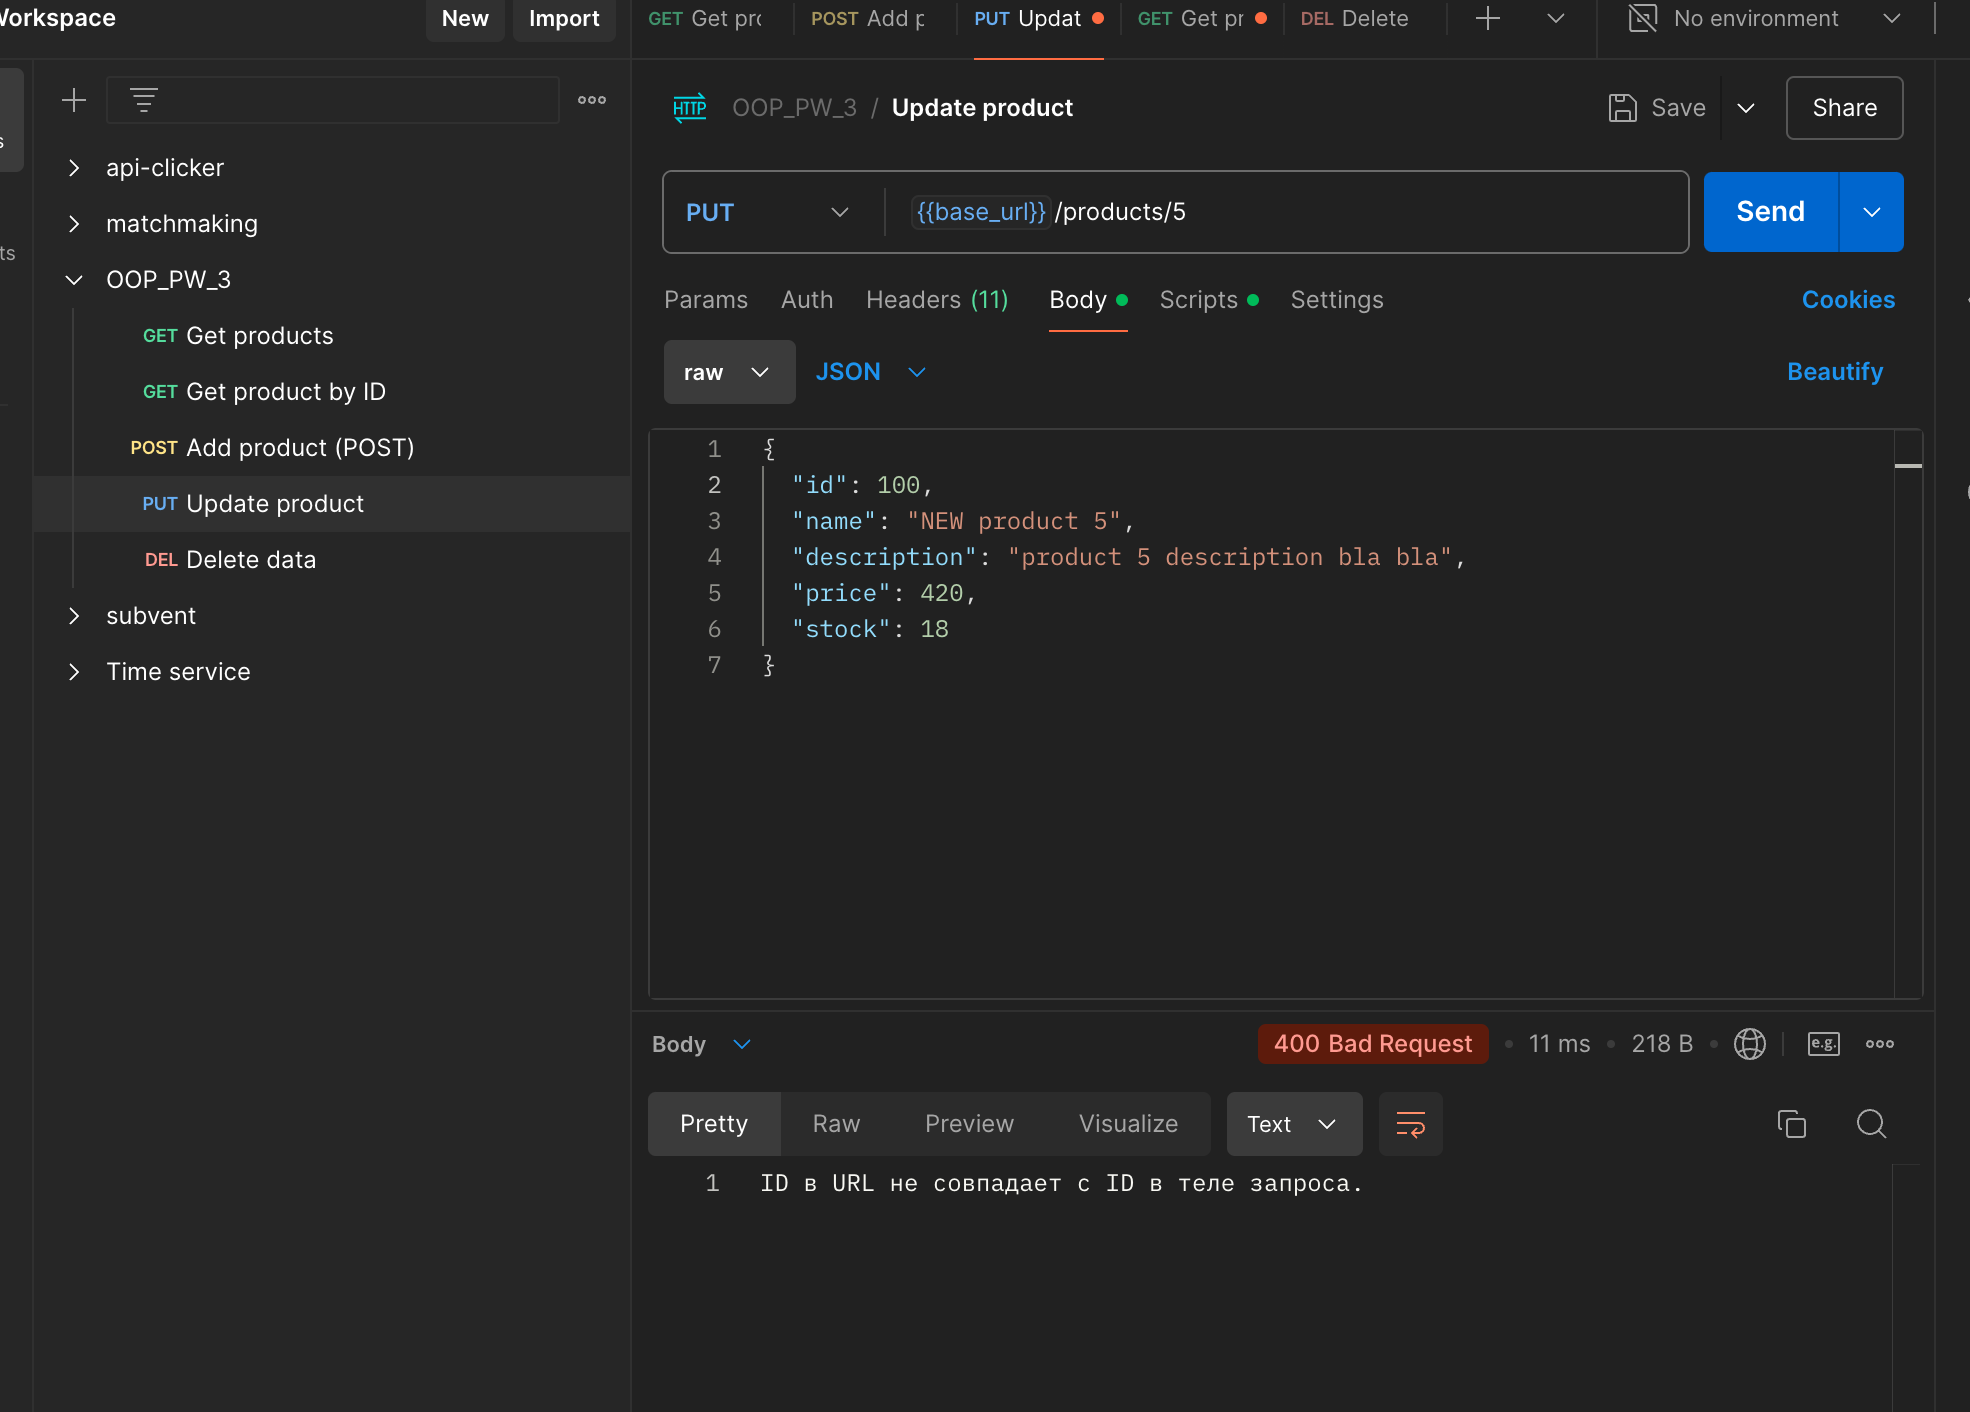 Workspace
New
Import
GET Get pro
POST Add p
PUT Updat
GET Get pr
DEL Delete
No environment
s
ts
api-clicker
matchmaking
OOP_PW_3
GET Get products
GET Get product by ID
POST Add product (POST)
PUT Update product
DEL Delete data
subvent
Time service
HTTP OOP_PW_3 / Update product
Save
Share
PUT
{{base_url}} /products/5
Send
Params Auth Headers (11) Body Scripts Settings
Cookies
raw
JSON
Beautify
1 {
2 "id": 100,
3 "name": "NEW product 5",
4 "description": "product 5 description bla bla",
5 "price": 420,
6 "stock": 18
7 }
Body
400 Bad Request • 11 ms • 218 B •
e.g.
Pretty Raw Preview Visualize
Text
1 ID в URL не совпадает с ID в теле запроса.